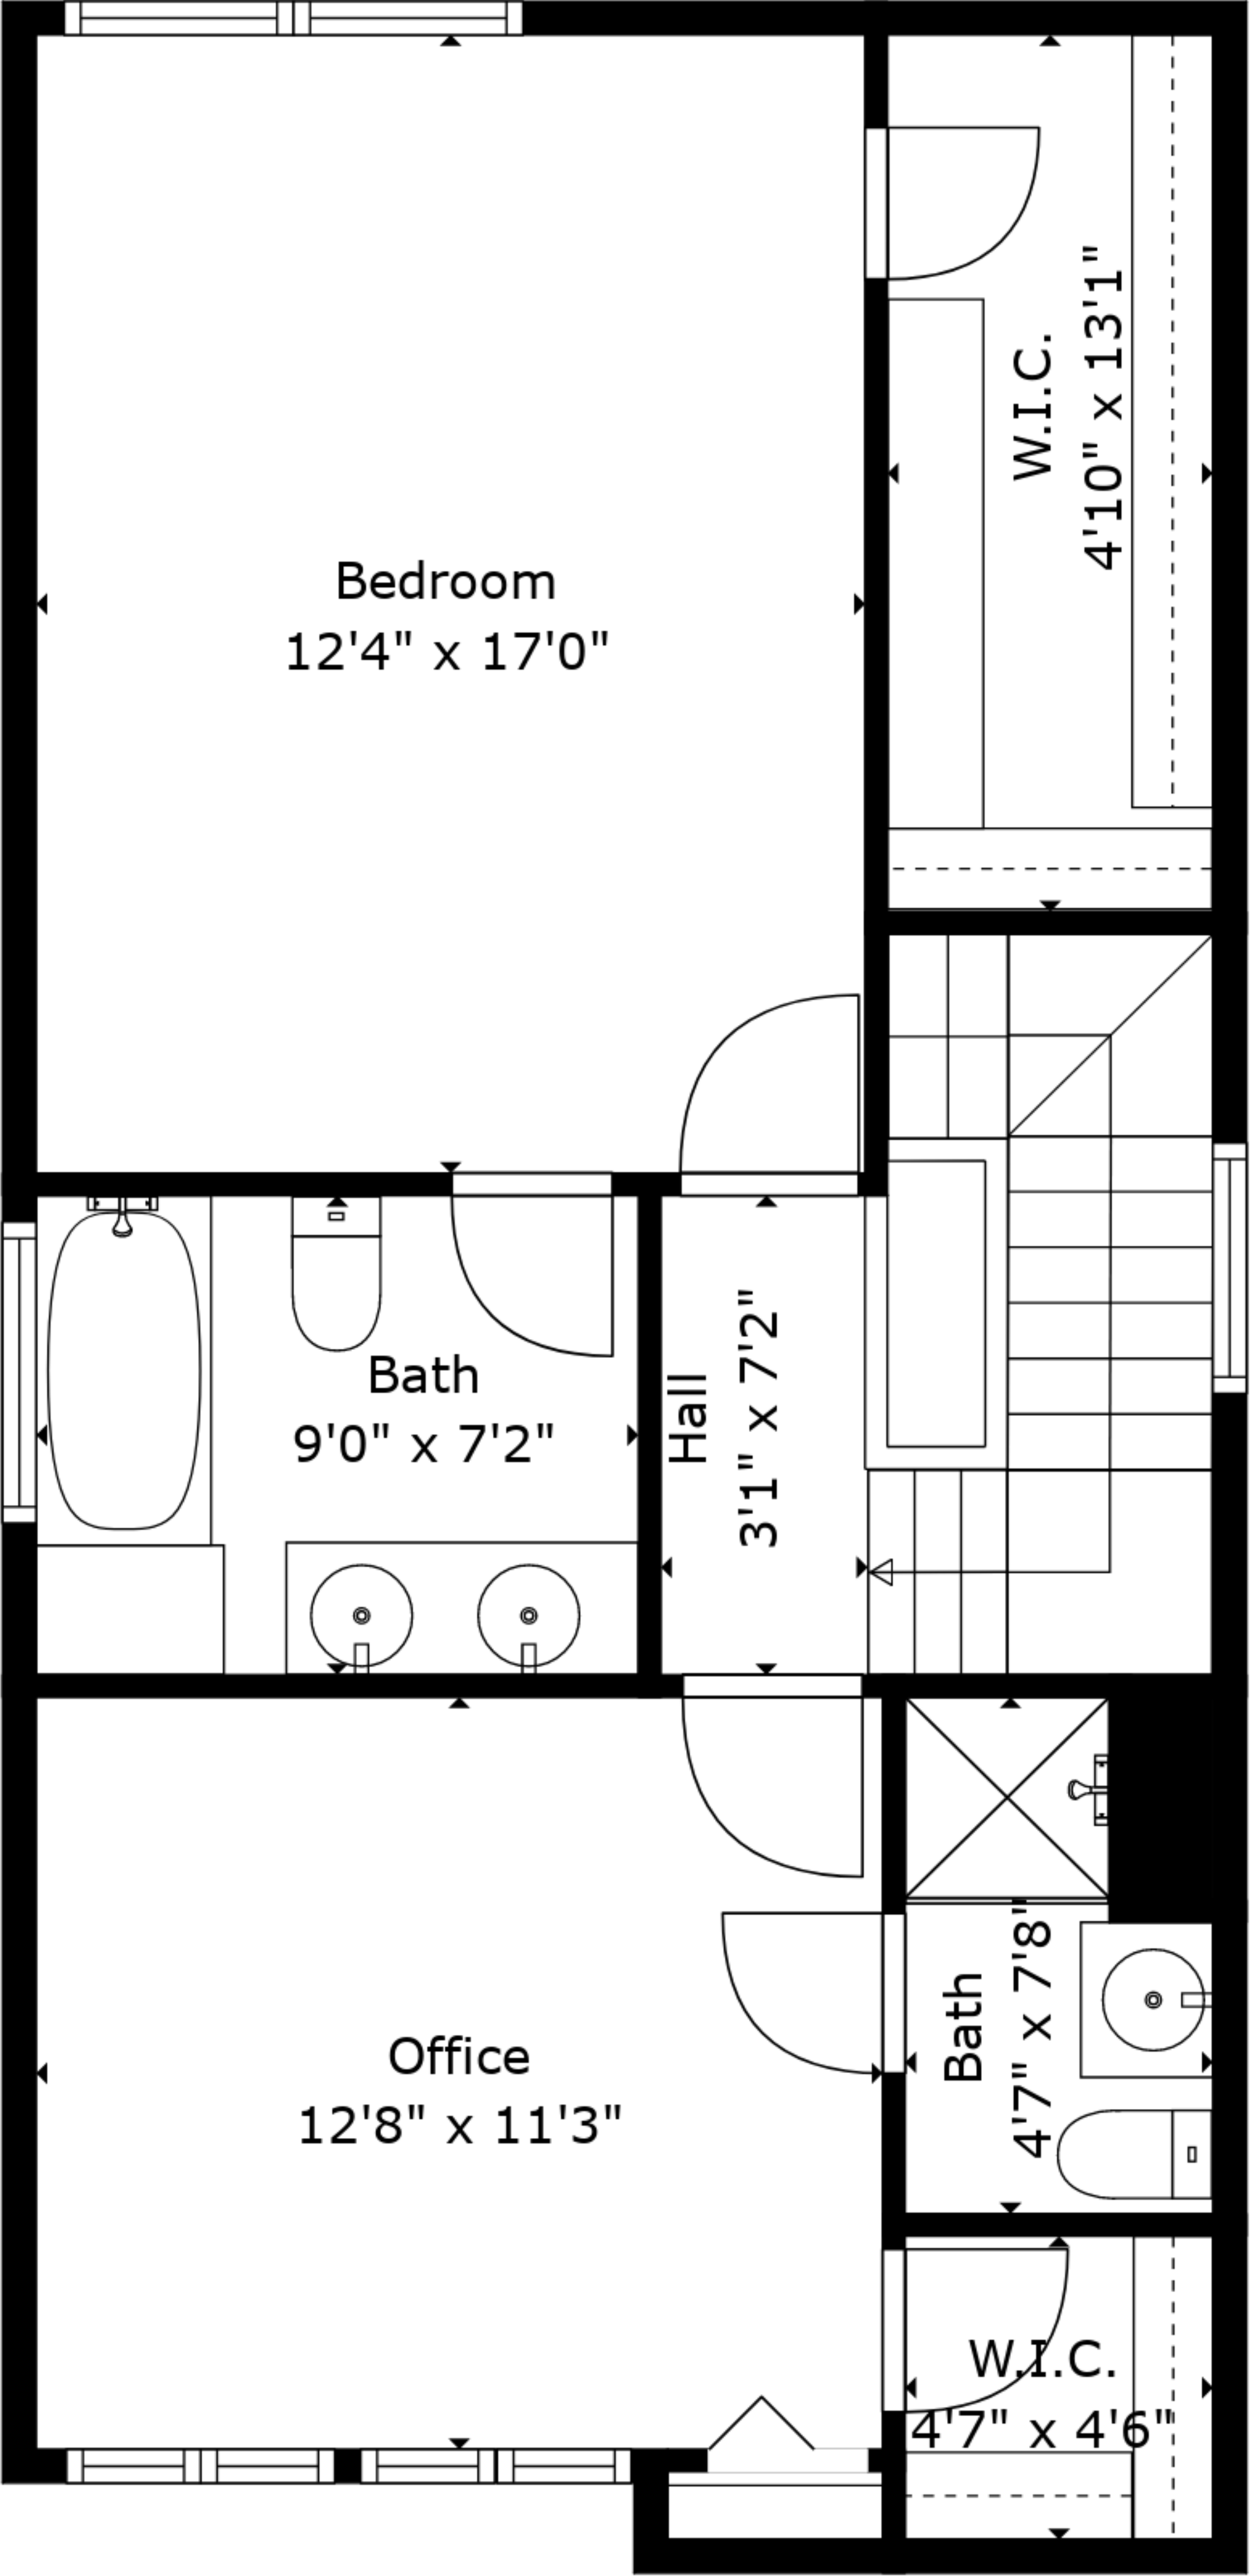 W.I.C.
4'10" x 13'1"
Bedroom
12'4" x 17'0"
Bath
9'0" x 7'2"
Hall
3'1" x 7'2"
Office
12'8" x 11'3"
Bath
4'7" x 7'8"
W.I.C.
4'7" x 4'6"